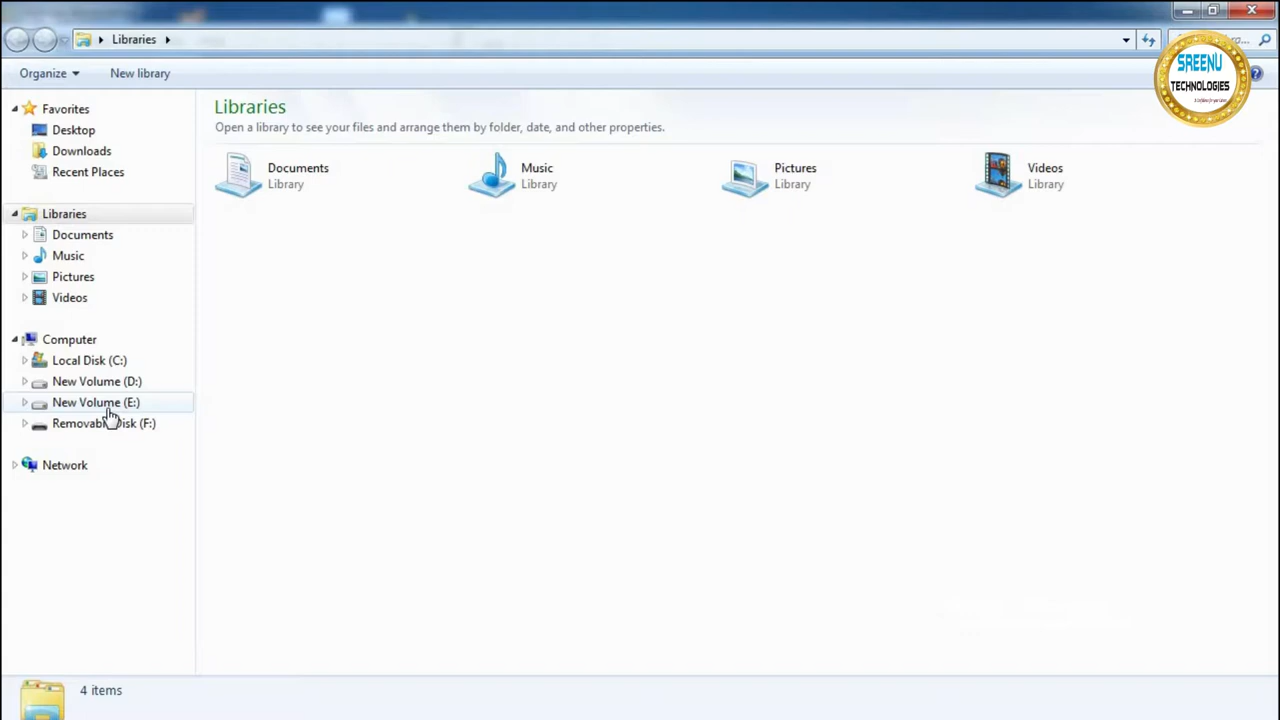 Libraries
SREENU
TECHNOLOGIES
Organize
New library
Favorites
Desktop
Downloads
Recent Places
Libraries
Documents
Music
Pictures
Videos
Computer
Local Disk (C:)
New Volume (D:)
New Volume (E:)
Disk (F:)
Network
Libraries
Open a library to see your files and arrange them by folder, date, and other properties.
Documents
Library
Music
Library
Pictures
Library
Videos
Library
4 items